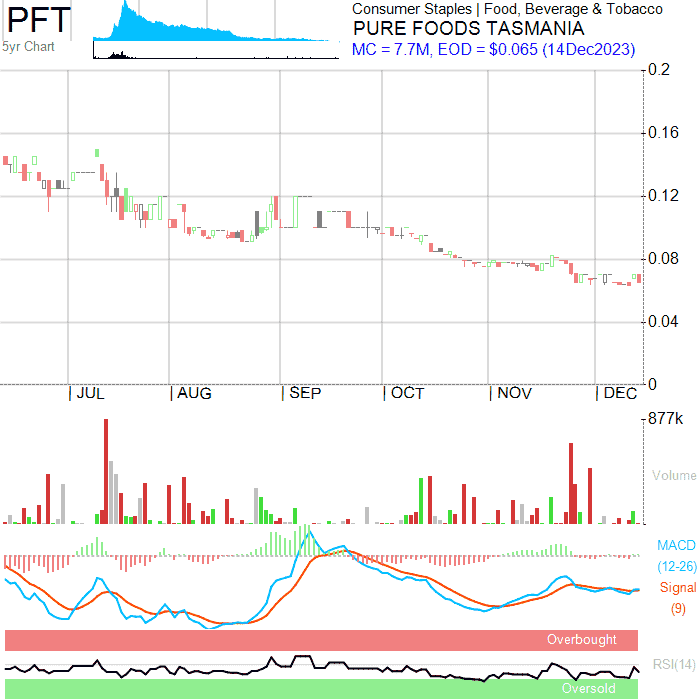 PFT
5yr Chart
Consumer Staples | Food, Beverage & Tobacco
PURE FOODS TASMANIA
MC = 7.7M, EOD = $0.065 (14Dec2023)
0.2
0.16
0.12
0.08
0.04
0
| JUL | AUG | SEP | OCT | NOV | DEC
877k
Volume
MACD
(12-26)
Signal
(9)
Overbought
RSI(14)
Oversold